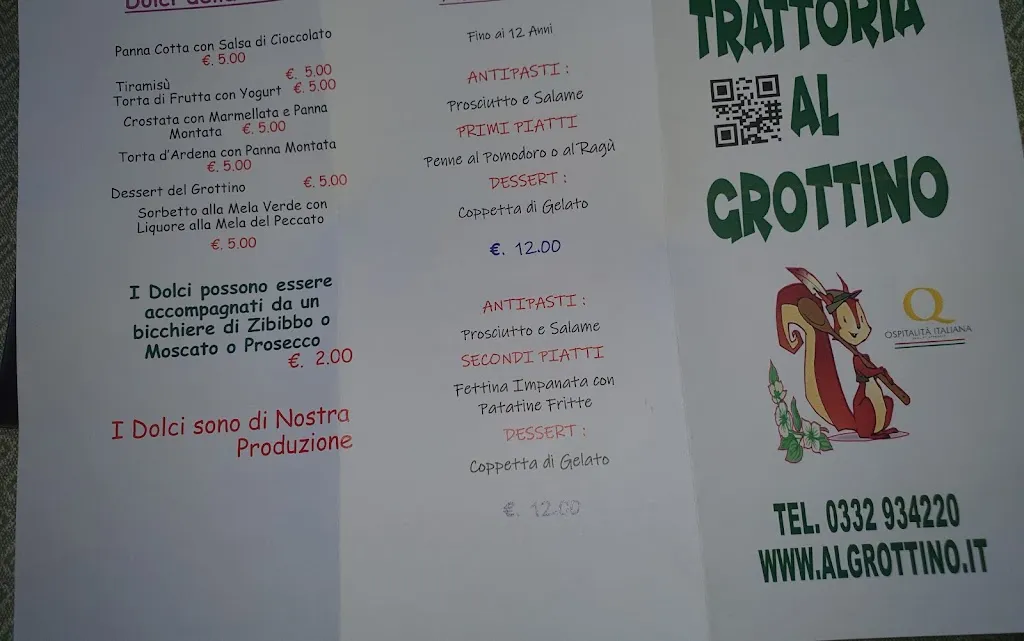 Dolci
Panna Cotta con Salsa di Cioccolato
€. 5.00
Tiramisù €. 5.00
Torta di Frutta con Yogurt €. 5.00
Crostata con Marmellata e Panna
Montata €. 5.00
Torta d'Ardena con Panna Montata
€. 5.00
Dessert del Grottino €. 5.00
Sorbetto alla Mela Verde con
Liquore alla Mela del Peccato
€. 5.00
I Dolci possono essere
accompagnati da un
bicchiere di Zibibbo o
Moscato o Prosecco
€. 2.00
I Dolci sono di Nostra
Produzione
Fino ai 12 Anni
ANTIPASTI :
Prosciutto e Salame
PRIMI PIATTI
Penne al Pomodoro o al Ragù
DESSERT :
Coppetta di Gelato
€. 12.00
ANTIPASTI :
Prosciutto e Salame
SECONDI PIATTI
Fettina Impanata con
Patatine Fritte
DESSERT :
Coppetta di Gelato
€. 12.00
TRATTORIA
AL
GROTTINO
Q
OSPITALITÀ ITALIANA
TEL. 0332 934220
WWW.ALGROTTINO.IT